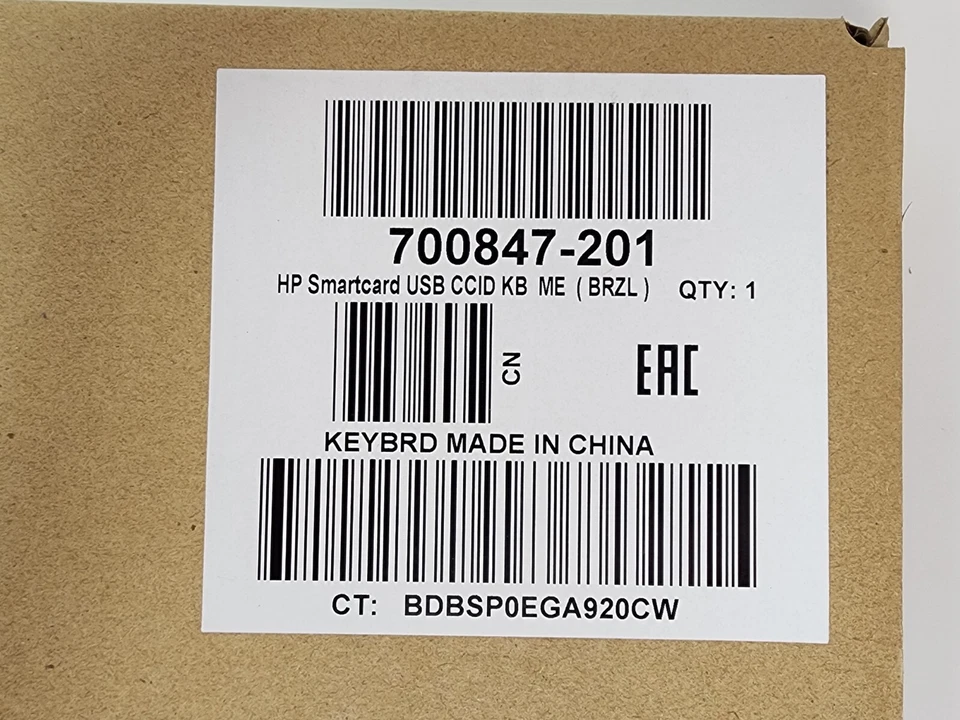 700847-201
HP Smartcard USB CCID KB ME ( BRZL ) QTY: 1
CN
EAC
KEYBRD MADE IN CHINA
CT: BDBSP0EGA920CW